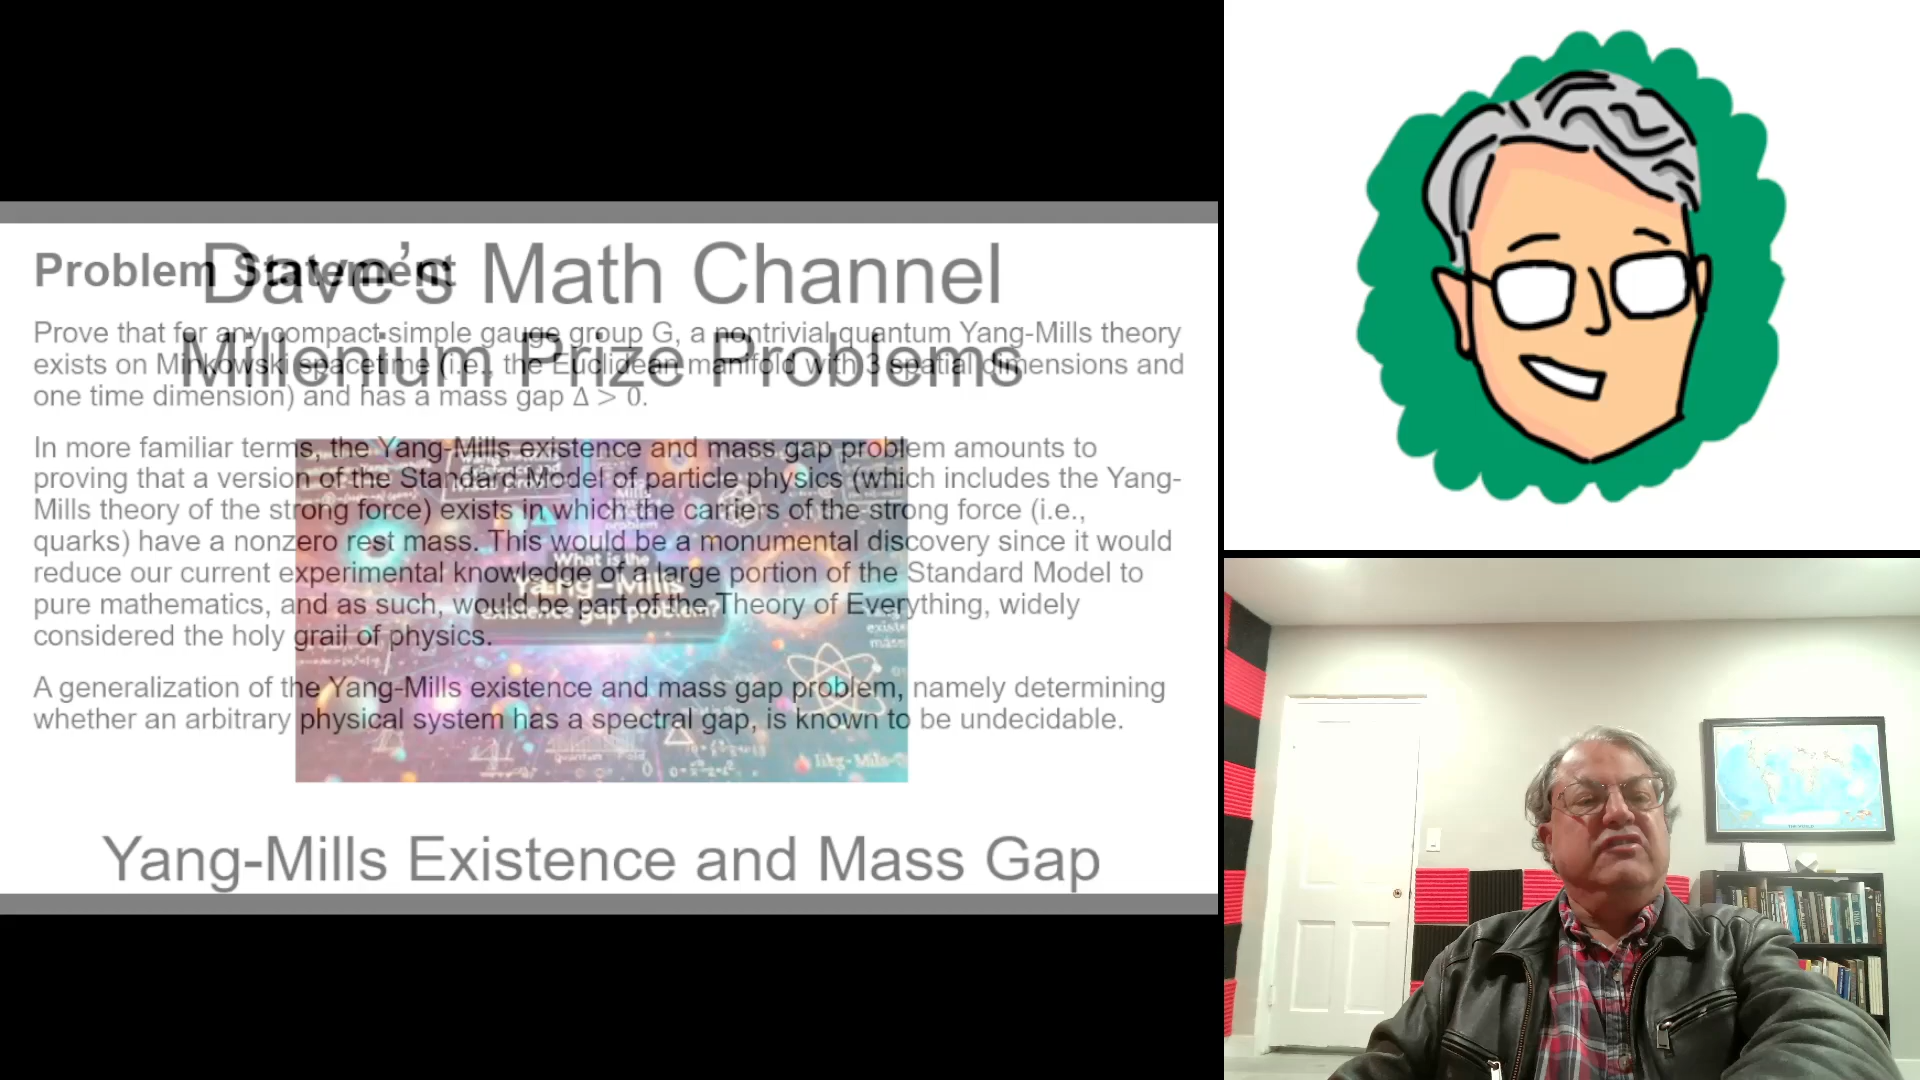 Dave's Math Channel
Millenium Prize Problems
Problem Statement
Prove that for any compact simple gauge group G, a nontrivial quantum Yang-Mills theory
exists on Minkowski spacetime (i.e., the Euclidean manifold with 3 spatial dimensions and
one time dimension) and has a mass gap Δ > 0.
In more familiar terms, the Yang-Mills existence and mass gap problem amounts to
proving that a version of the Standard Model of particle physics (which includes the Yang-
Mills theory of the strong force) exists in which the carriers of the strong force (i.e.,
quarks) have a nonzero rest mass. This would be a monumental discovery since it would
reduce our current experimental knowledge of a large portion of the Standard Model to
pure mathematics, and as such, would be part of the Theory of Everything, widely
considered the holy grail of physics.
A generalization of the Yang-Mills existence and mass gap problem, namely determining
whether an arbitrary physical system has a spectral gap, is known to be undecidable.
What is the
Yang-Mills
existence gap problem?
Yang-Mills Existence and Mass Gap